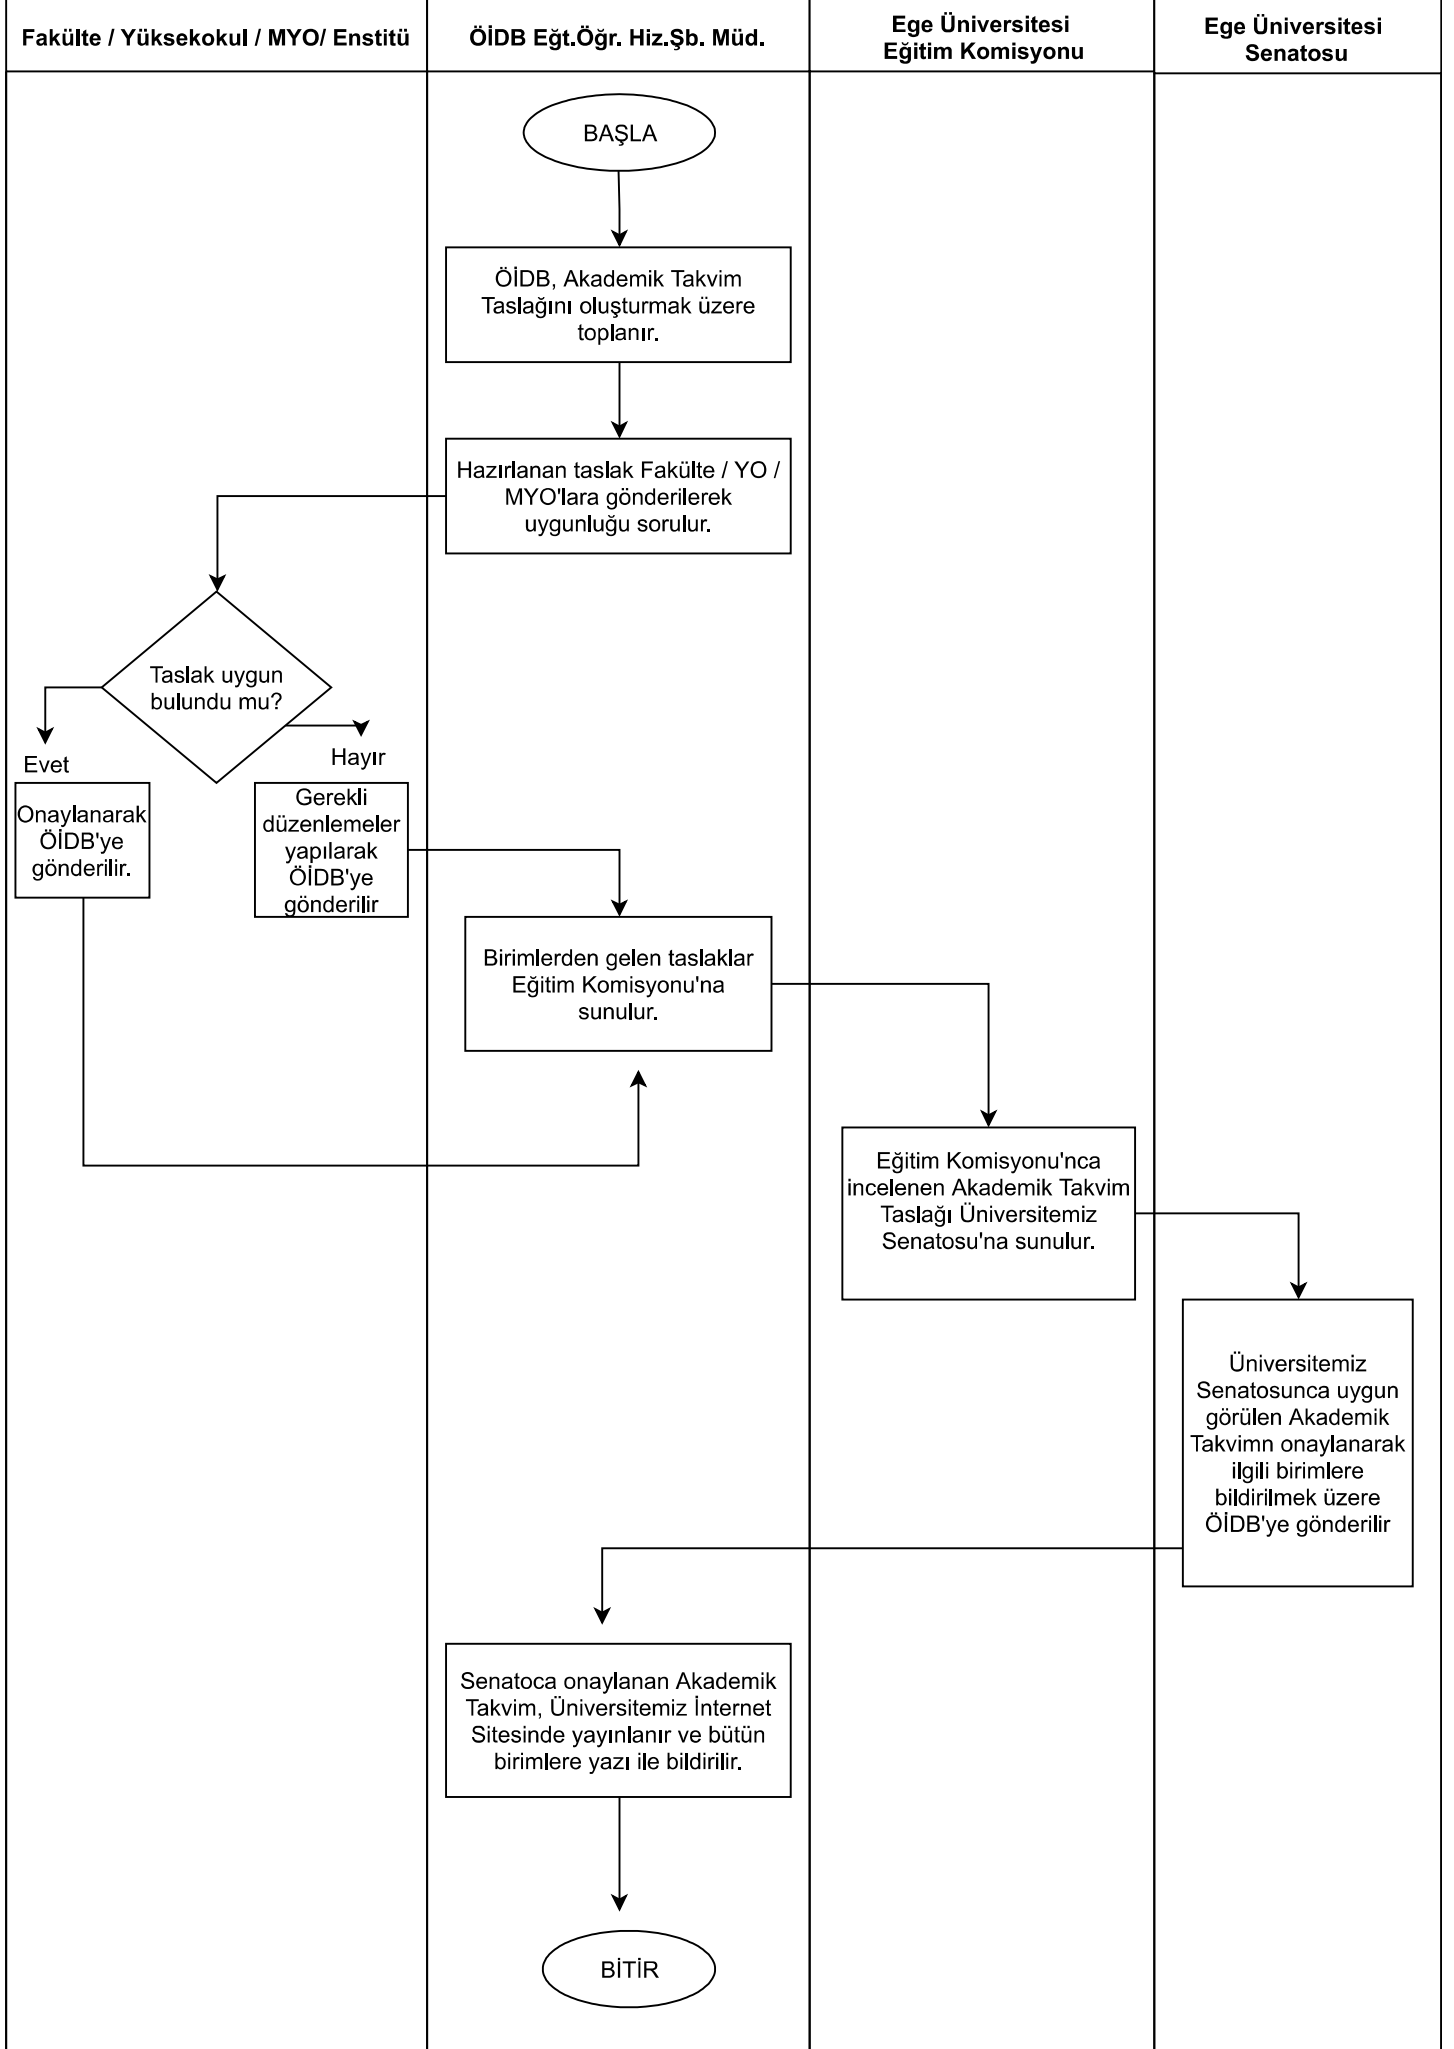 Fakülte / Yüksekokul / MYO/ Enstitü
ÖİDB Eğt.Öğr. Hiz.Şb. Müd.
Ege Üniversitesi
Eğitim Komisyonu
Ege Üniversitesi
Senatosu
BAŞLA
ÖİDB, Akademik Takvim
Taslağını oluşturmak üzere
toplanır.
Hazırlanan taslak Fakülte / YO /
MYO'lara gönderilerek
uygunluğu sorulur.
Taslak uygun
bulundu mu?
Evet
Hayır
Onaylanarak
ÖİDB'ye
gönderilir.
Gerekli
düzenlemeler
yapılarak
ÖİDB'ye
gönderilir
Birimlerden gelen taslaklar
Eğitim Komisyonu'na
sunulur.
Eğitim Komisyonu'nca
incelenen Akademik Takvim
Taslağı Üniversitemiz
Senatosu'na sunulur.
Üniversitemiz
Senatosunca uygun
görülen Akademik
Takvimn onaylanarak
ilgili birimlere
bildirilmek üzere
ÖİDB'ye gönderilir
Senatoca onaylanan Akademik
Takvim, Üniversitemiz İnternet
Sitesinde yayınlanır ve bütün
birimlere yazı ile bildirilir.
BİTİR